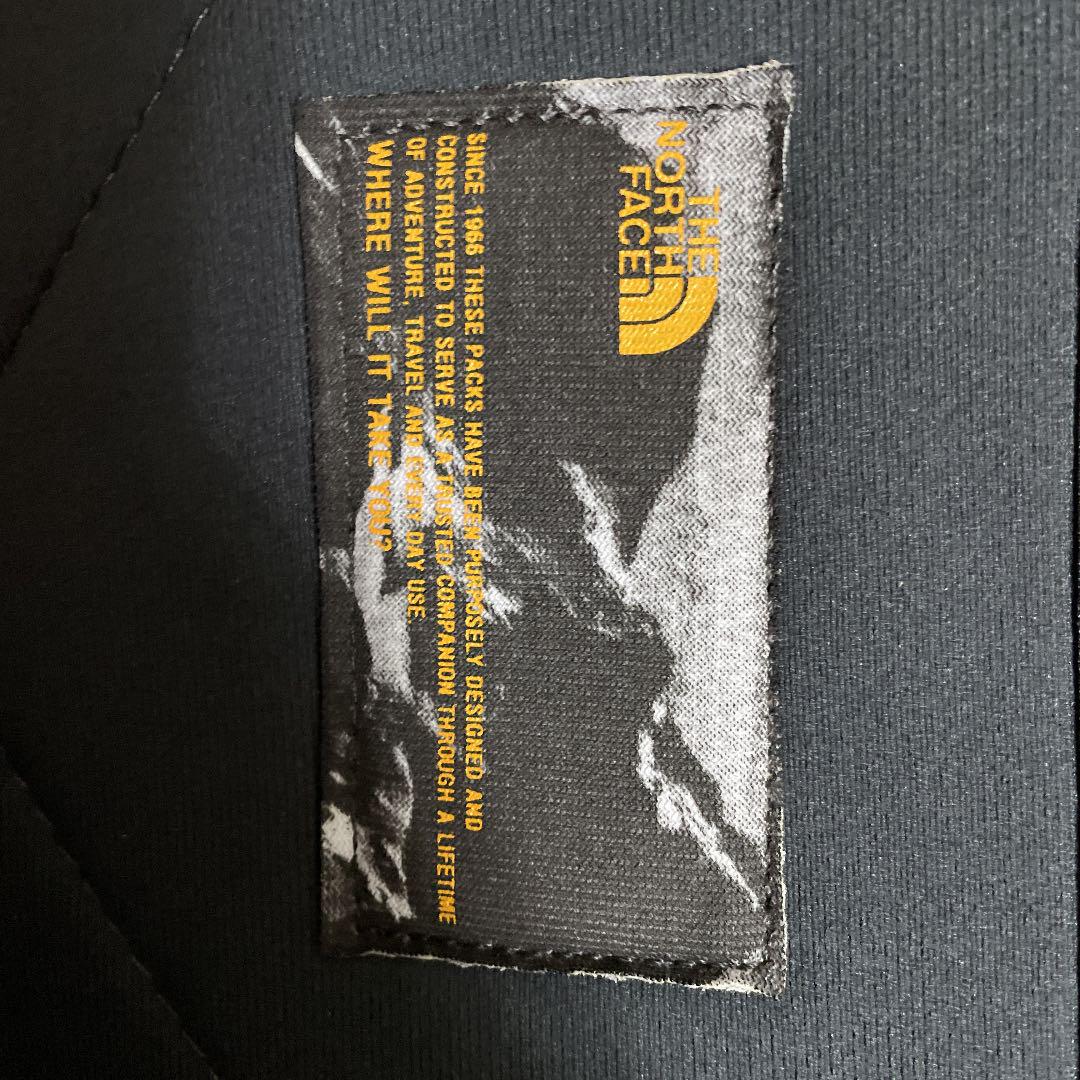 THE
NORTH
FACE
SINCE 1966 THESE PACKS HAVE BEEN PURPOSELY DESIGNED AND
CONSTRUCTED TO SERVE AS A TRUSTED COMPANION THROUGH A LIFETIME
OF ADVENTURE, TRAVEL AND EVERY DAY USE.
WHERE WILL IT TAKE YOU?